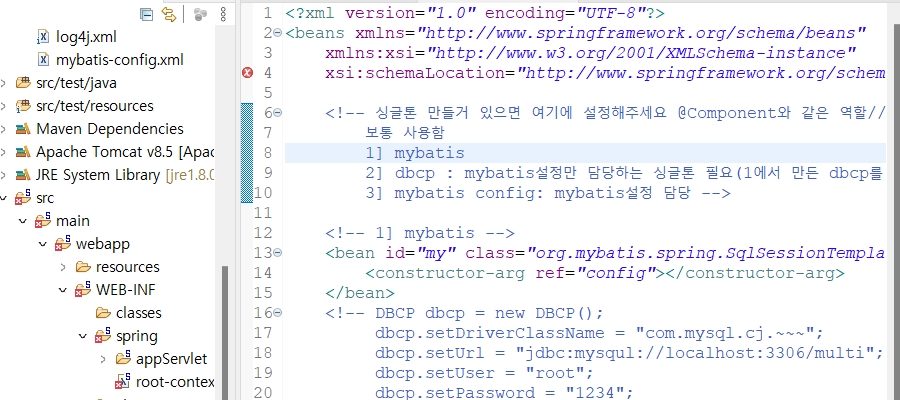 log4j.xml
mybatis-config.xml
src/test/java
src/test/resources
Maven Dependencies
Apache Tomcat v8.5 [Apac
JRE System Library [jre1.8.0
src
main
webapp
resources
WEB-INF
classes
spring
appServlet
root-contex
1 <?xml version="1.0" encoding="UTF-8"?>
2 <beans xmlns="http://www.springframework.org/schema/beans"
3 xmlns:xsi="http://www.w3.org/2001/XMLSchema-instance"
4 xsi:schemaLocation="http://www.springframework.org/schem
5
6 <!-- 싱글톤 만들거 있으면 여기에 설정해주세요 @Component와 같은 역할//
7 보통 사용함
8 1] mybatis
9 2] dbcp : mybatis설정만 담당하는 싱글톤 필요(1에서 만든 dbcp를
10 3] mybatis config: mybatis설정 담당 -->
11
12 <!-- 1] mybatis -->
13 <bean id="my" class="org.mybatis.spring.SqlSessionTempla
14 <constructor-arg ref="config"></constructor-arg>
15 </bean>
16 <!-- DBCP dbcp = new DBCP();
17 dbcp.setDriverClassName = "com.mysql.cj.~~~";
18 dbcp.setUrl = "jdbc:mysqul://localhost:3306/multi";
19 dbcp.setUser = "root";
20 dbcp.setPassword = "1234";